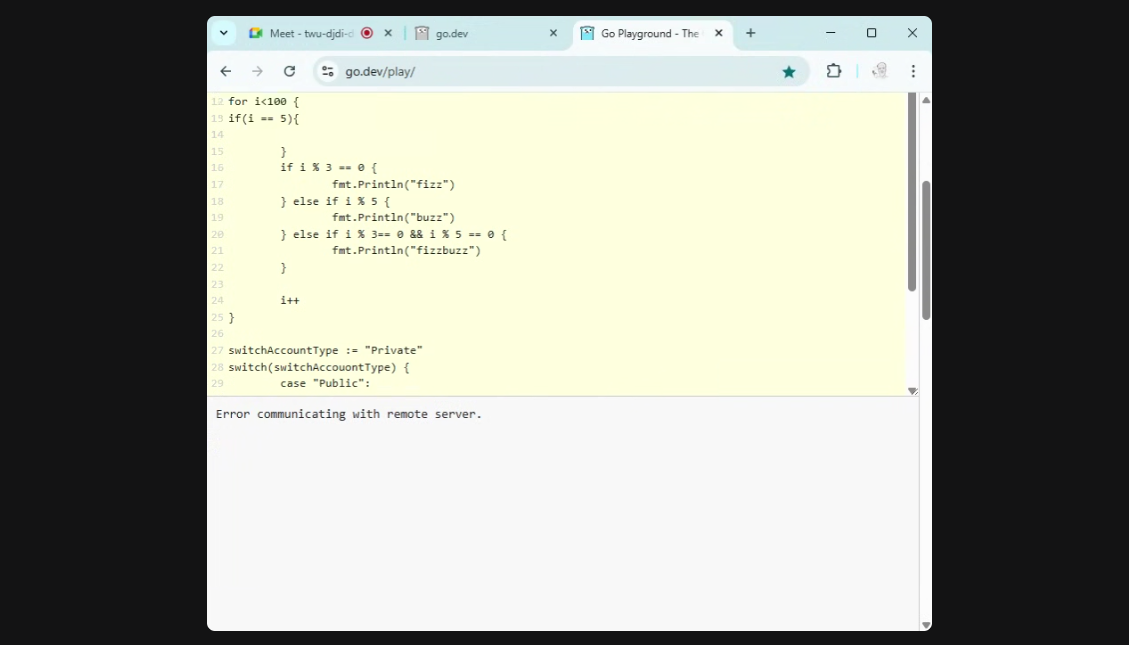 Meet - twu-djdi-
go.dev
Go Playground - The
go.dev/play/
12 for i<100 {
13 if(i == 5){
14
15 }
16 if i % 3 == 0 {
17 fmt.Println("fizz")
18 } else if i % 5 {
19 fmt.Println("buzz")
20 } else if i % 3== 0 && i % 5 == 0 {
21 fmt.Println("fizzbuzz")
22 }
23
24 i++
25 }
26
27 switchAccountType := "Private"
28 switch(switchAccouontType) {
29 case "Public":
Error communicating with remote server.